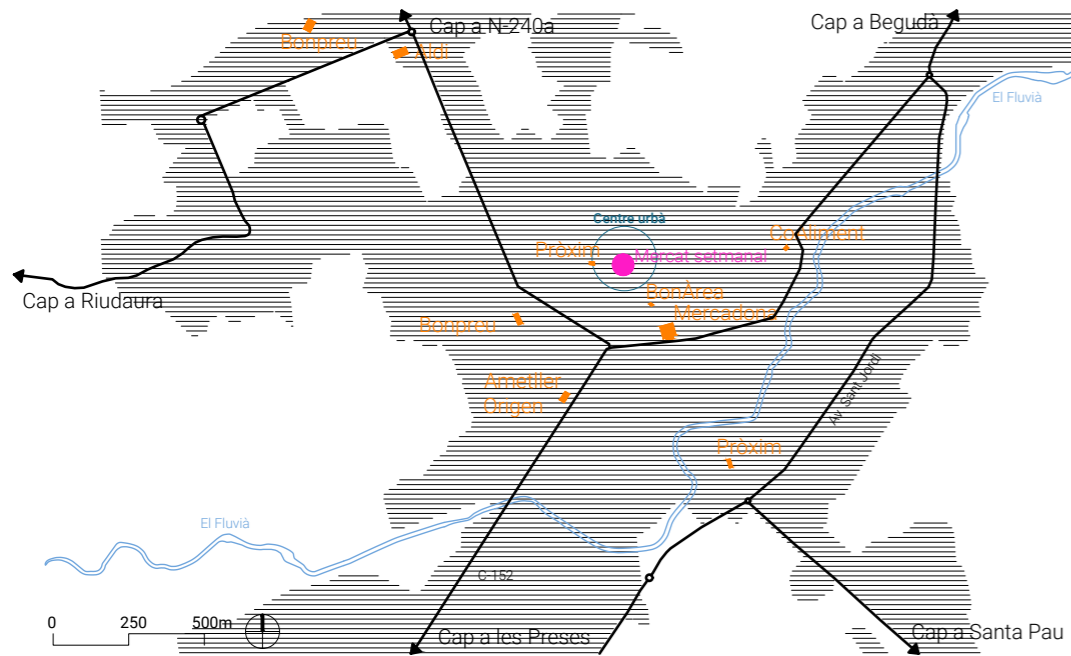 Cap a N-240a
Cap a Begudà
Bonpreu
Aldi
El Fluvià
Centre urbà
CoAliment
Pròxim
Mercat setmanal
Cap a Riudaura
BonÀrea
Mercadona
Bonpreu
Ametller
Origen
Av. Sant Jordi
Pròxim
El Fluvià
C-152
0 250 500m
Cap a les Preses
Cap a Santa Pau